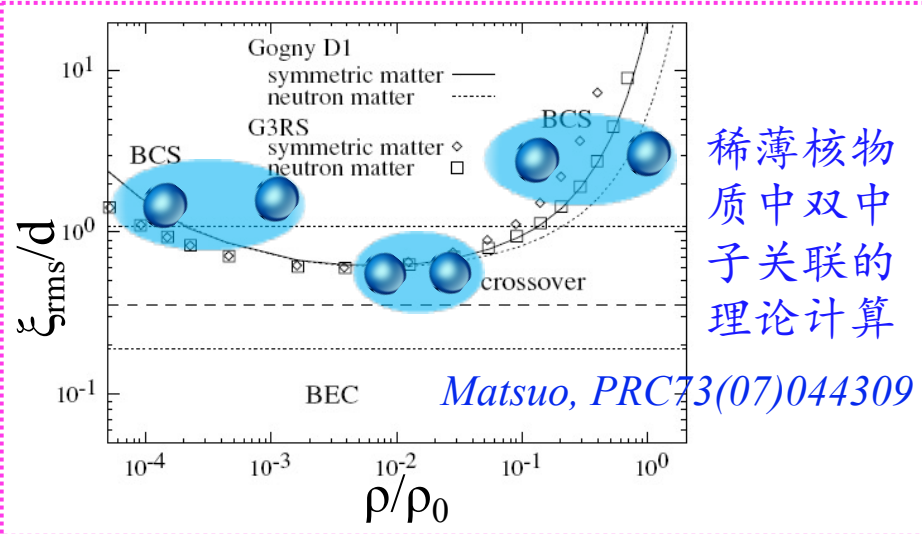 Gogny D1
symmetric matter
neutron matter
G3RS
symmetric matter
neutron matter
BCS
BCS
crossover
BEC
10¹
10⁰
10⁻¹
ξrms/d
10⁻⁴ 10⁻³ 10⁻² 10⁻¹ 10⁰
ρ/ρ₀
稀薄核物
质中双中
子关联的
理论计算
Matsuo, PRC73(07)044309